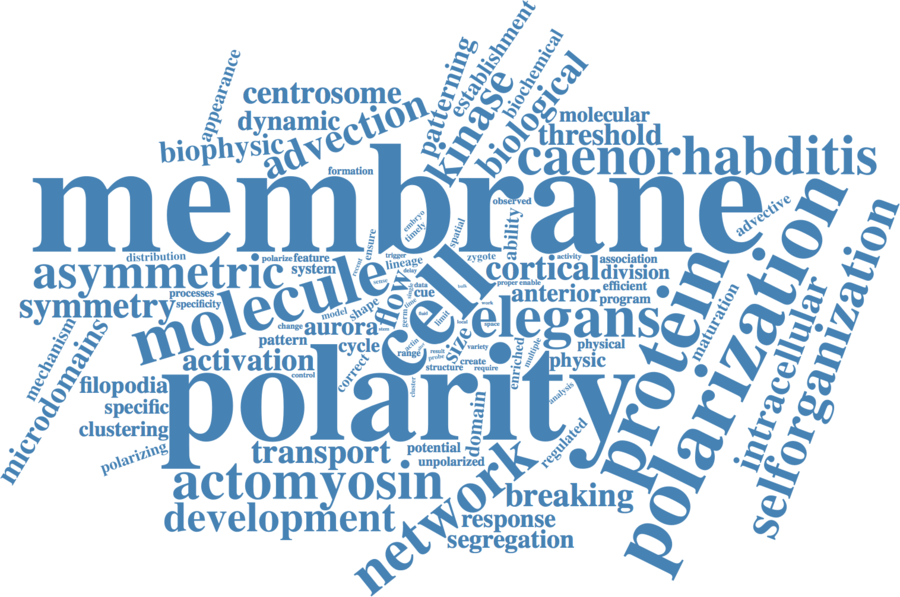 appearance
centrosome
dynamic
biophysic
advection
patterning
establishment
kinase
biochemical
biological
molecular
threshold
caenorhabditis
formation
membrane
observed
advective
embryo
timely
spatial
ability
distribution
polarize
feature
system
ensure
recent
trigger
lineage
delay
zygote
activity
association
cortical
division
asymmetric
symmetry
processes
specificity
molecule
flow
cell
data
cue
proper
enable
efficient
anterior
program
protein
polarization
maturation
intracellular
selforganization
mechanism
microdomains
change
model
shape
aurora
pattern
cycle
germline
fluid
limit
work
space
elegans
size
variety
physical
physic
multiple
enriched
activation
control
correct
range
result
structure
create
require
cluster
analysis
filopodia
specific
clustering
polarizing
polarity
domain
regulated
transport
potential
unpolarized
actomyosin
network
breaking
development
response
segregation